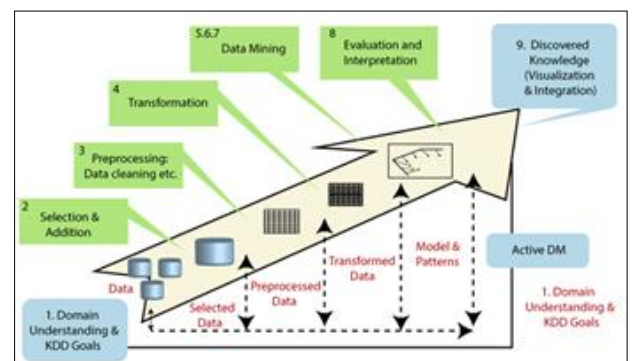 5.6.7
Data Mining
8
Evaluation and
Interpretation
9. Discovered
Knowledge
(Visualization
& Integration)
4
Transformation
3
Preprocessing:
Data cleaning etc.
2
Selection &
Addition
Data
Selected
Data
Preprocessed
Data
Transformed
Data
Model &
Patterns
Active DM
1. Domain
Understanding &
KDD Goals
1. Domain
Understanding &
KDD Goals